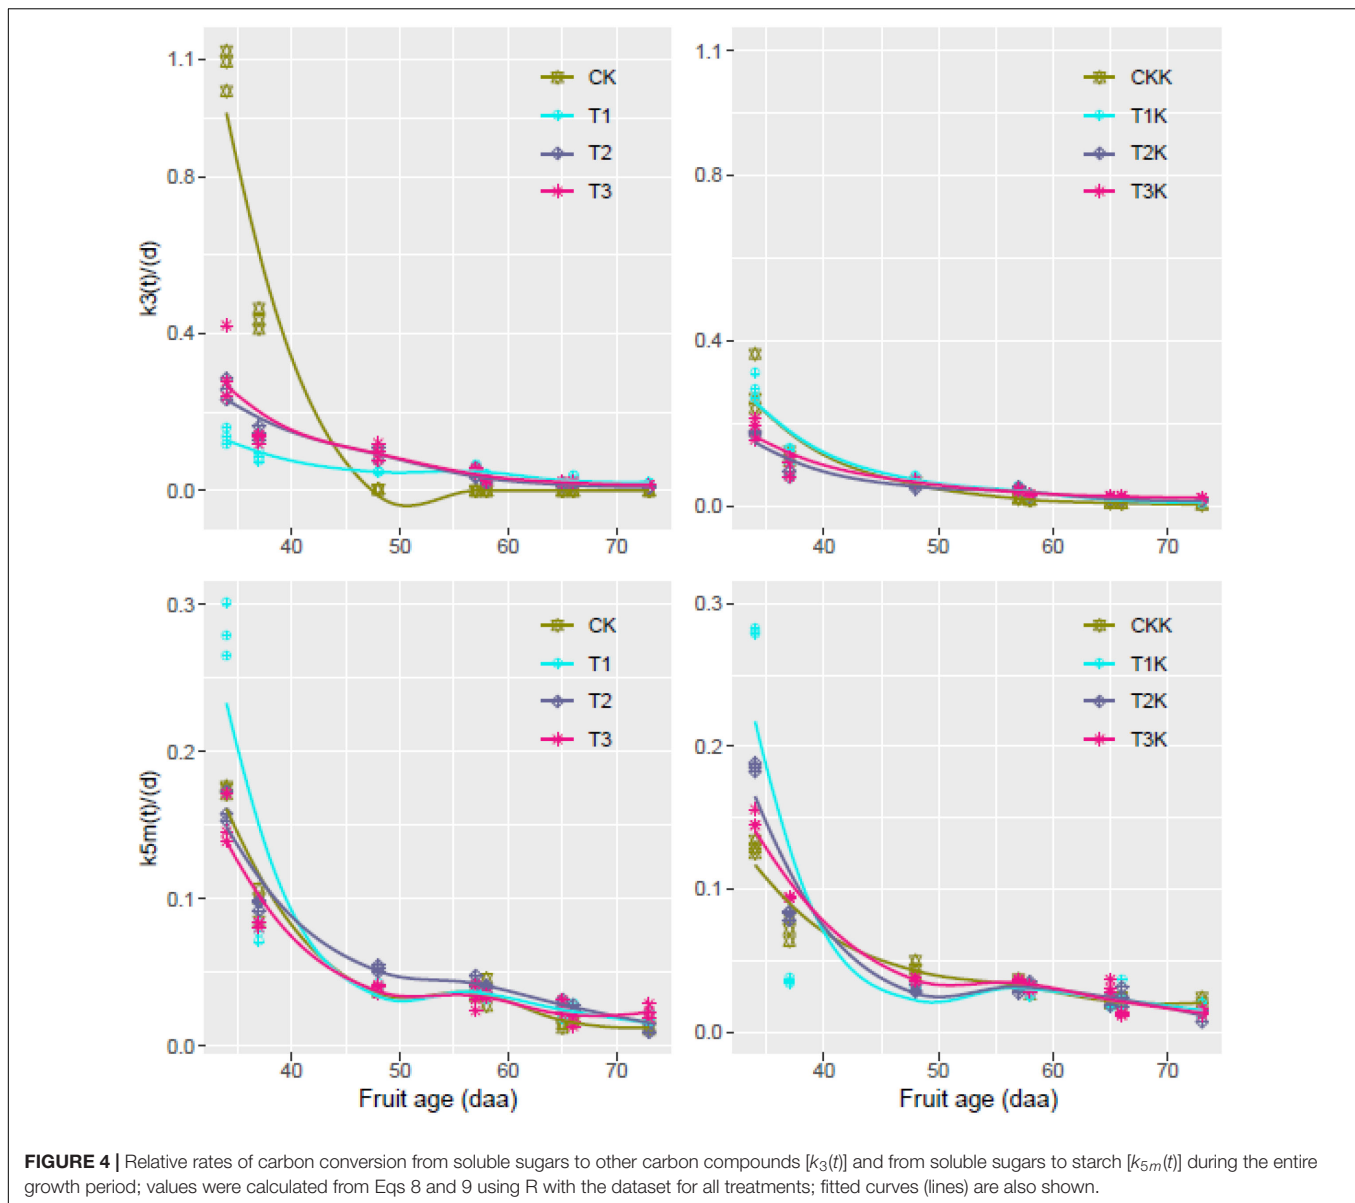 1.1
0.8
0.4
0.0
k3(t)/(d)
CK
T1
T2
T3
40 50 60 70
1.1
0.8
0.4
0.0
CKK
T1K
T2K
T3K
40 50 60 70
0.3
0.2
0.1
0.0
k5m(t)/(d)
CK
T1
T2
T3
40 50 60 70
Fruit age (daa)
0.3
0.2
0.1
0.0
CKK
T1K
T2K
T3K
40 50 60 70
Fruit age (daa)
FIGURE 4 | Relative rates of carbon conversion from soluble sugars to other carbon compounds [k3(t)] and from soluble sugars to starch [k5m(t)] during the entire
growth period; values were calculated from Eqs 8 and 9 using R with the dataset for all treatments; fitted curves (lines) are also shown.